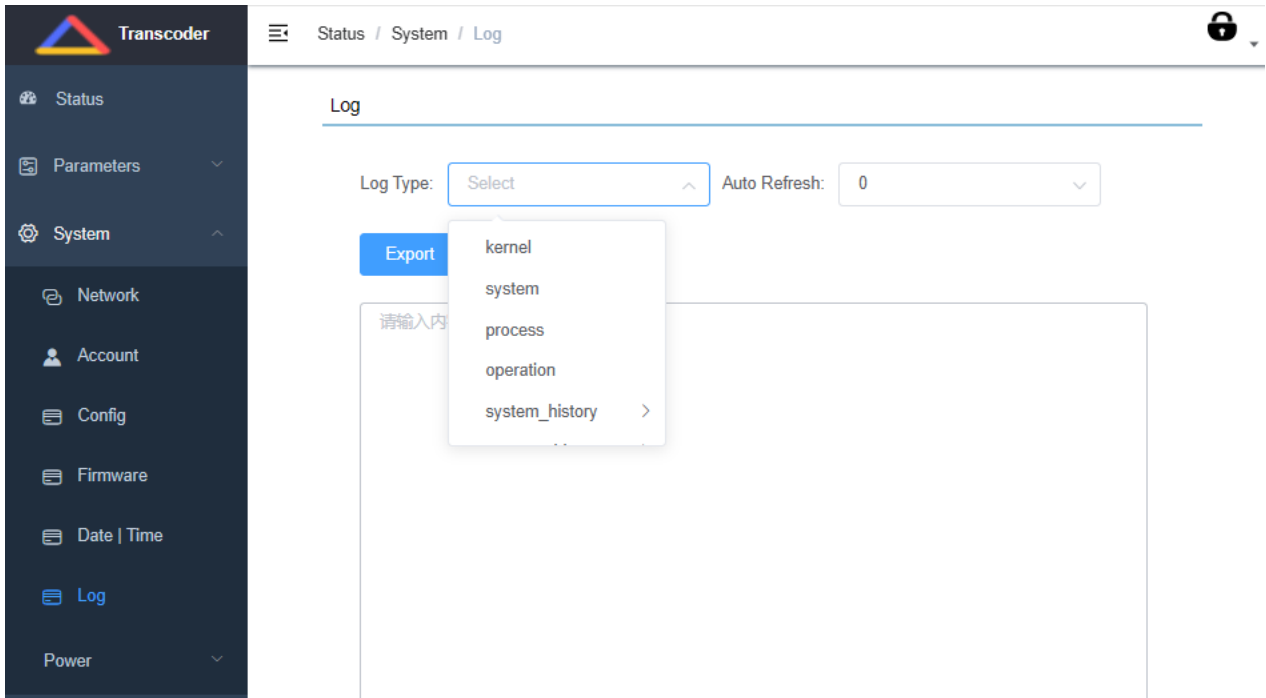 Transcoder
Status / System / Log
Status
Parameters
System
Network
Account
Config
Firmware
Date | Time
Log
Power
Log
Log Type: Select Auto Refresh: 0
Export
请输入内
kernel
system
process
operation
system_history